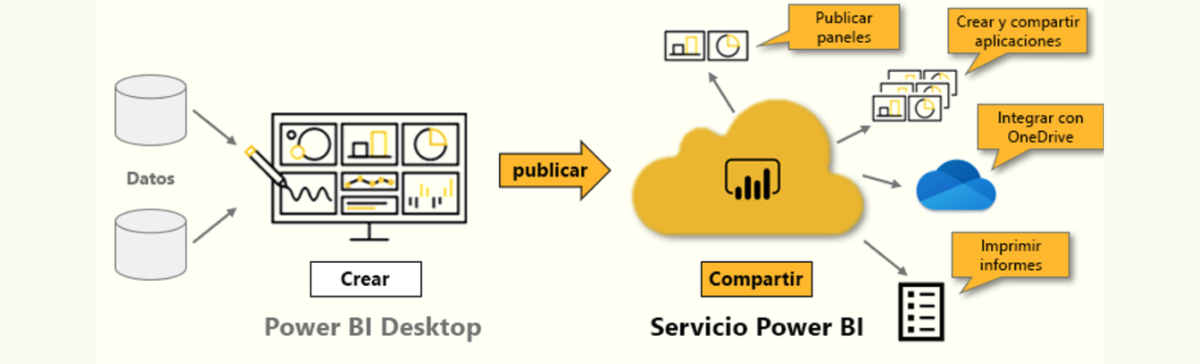 Publicar
paneles
Crear y compartir
aplicaciones
Integrar con
OneDrive
Datos
publicar
Imprimir
informes
Crear
Compartir
Power BI Desktop
Servicio Power BI